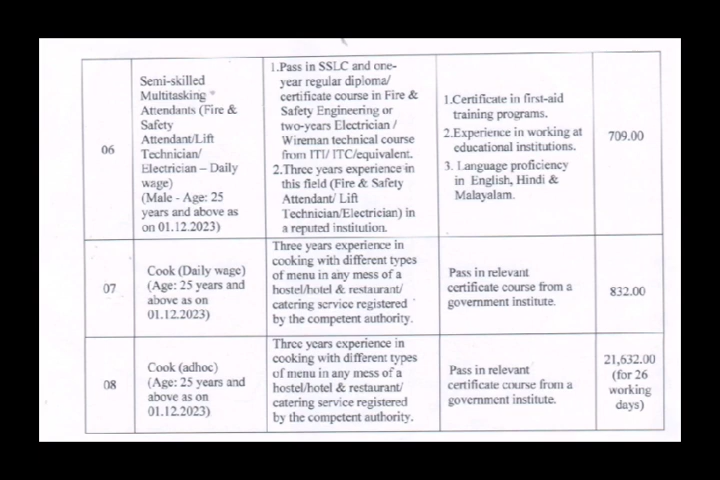 06
Semi-skilled
Multitasking
Attendants (Fire &
Safety
Attendant/Lift
Technician/
Electrician – Daily
wage)
(Male - Age: 25
years and above as
on 01.12.2023)
1.Pass in SSLC and one-
year regular diploma/
certificate course in Fire &
Safety Engineering or
two-years Electrician /
Wireman technical course
from ITI/ ITC/equivalent.
2.Three years experience in
this field (Fire & Safety
Attendant/ Lift
Technician/Electrician) in
a reputed institution.
1.Certificate in first-aid
training programs.
2.Experience in working at
educational institutions.
3. Language proficiency
in English, Hindi &
Malayalam.
709.00
07
Cook (Daily wage)
(Age: 25 years and
above as on
01.12.2023)
Three years experience in
cooking with different types
of menu in any mess of a
hostel/hotel & restaurant/
catering service registered
by the competent authority.
Pass in relevant
certificate course from a
government institute.
832.00
08
Cook (adhoc)
(Age: 25 years and
above as on
01.12.2023)
Three years experience in
cooking with different types
of menu in any mess of a
hostel/hotel & restaurant/
catering service registered
by the competent authority.
Pass in relevant
certificate course from a
government institute.
21,632.00
(for 26
working
days)